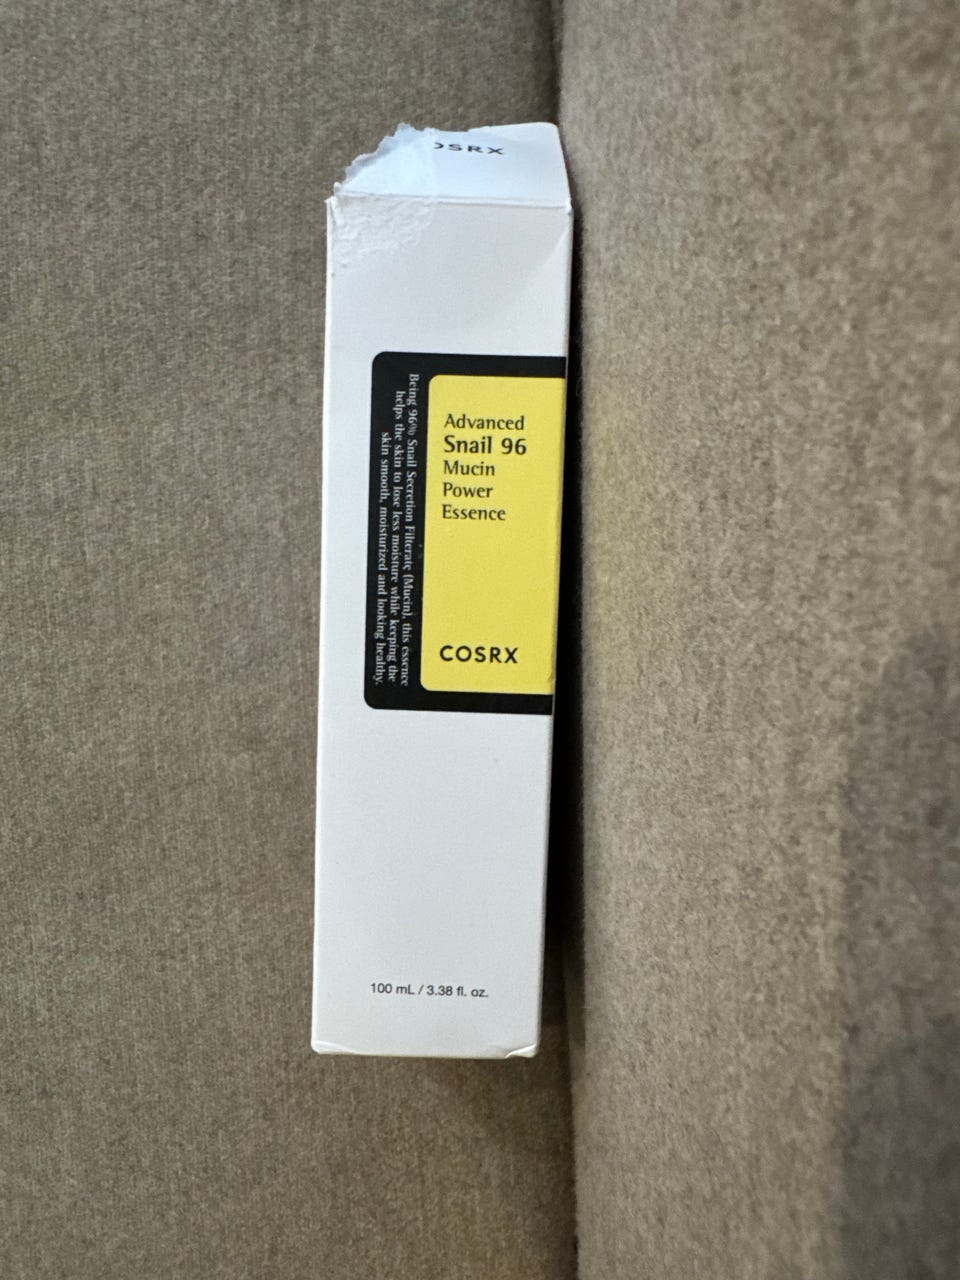 OSRX
Advanced
Snail 96
Mucin
Power
Essence
COSRX
Being 96% Snail Secretion Filterate (Mucin), this essence
helps the skin to lose less moisture while keeping the
skin smooth, moisturized and looking healthy.
100 mL / 3.38 fl. oz.